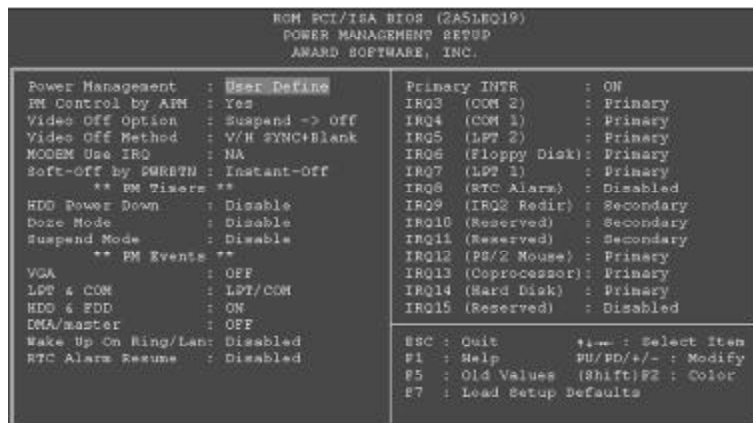 ROM PCI/ISA BIOS (2A5LEQ19)
POWER MANAGEMENT SETUP
AWARD SOFTWARE, INC.
Power Management : User Define
PM Control by APM : Yes
Video Off Option : Suspend -> Off
Video Off Method : V/H SYNC+Blank
MODEM Use IRQ : NA
Soft-Off by PWRBTN : Instant-Off
** PM Timers **
HDD Power Down : Disable
Doze Mode : Disable
Suspend Mode : Disable
** PM Events **
VGA : OFF
LPT & COM : LPT/COM
HDD & FDD : ON
DMA/master : OFF
Wake Up On Ring/Lan: Disabled
RTC Alarm Resume : Disabled
Primary INTR : ON
IRQ3 (COM 2) : Primary
IRQ4 (COM 1) : Primary
IRQ5 (LPT 2) : Primary
IRQ6 (Floppy Disk): Primary
IRQ7 (LPT 1) : Primary
IRQ8 (RTC Alarm) : Disabled
IRQ9 (IRQ2 Redir) : Secondary
IRQ10 (Reserved) : Secondary
IRQ11 (Reserved) : Secondary
IRQ12 (PS/2 Mouse) : Primary
IRQ13 (Coprocessor): Primary
IRQ14 (Hard Disk) : Primary
IRQ15 (Reserved) : Disabled
ESC : Quit ↑↓→← : Select Item
F1 : Help PU/PD/+/- : Modify
F5 : Old Values (Shift)F2 : Color
F7 : Load Setup Defaults